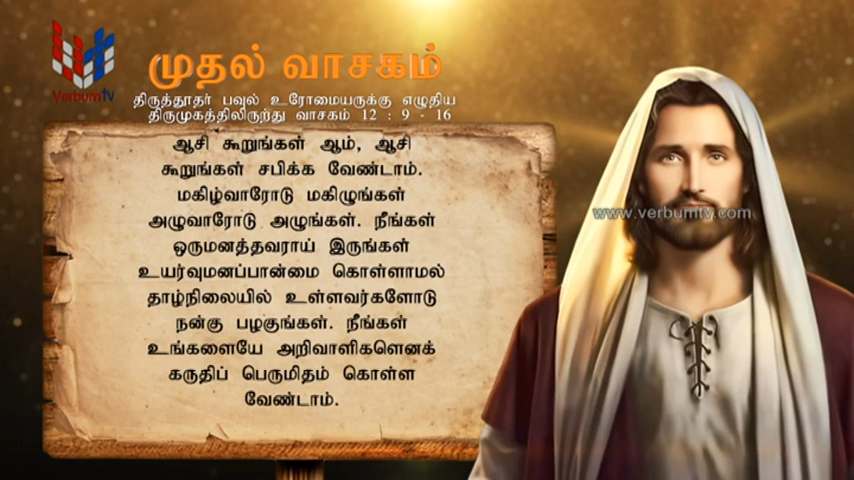 VerbumTV
முதல் வாசகம்
திருத்தூதர் பவுல் உரோமையருக்கு எழுதிய
திருமுகத்திலிருந்து வாசகம் 12 : 9 - 16
ஆசி கூறுங்கள் ஆம், ஆசி
கூறுங்கள் சபிக்க வேண்டாம்.
மகிழ்வாரோடு மகிழுங்கள்
அழுவாரோடு அழுங்கள். நீங்கள்
ஒருமனத்தவராய் இருங்கள்
உயர்வுமனப்பான்மை கொள்ளாமல்
தாழ்நிலையில் உள்ளவர்களோடு
நன்கு பழகுங்கள். நீங்கள்
உங்களையே அறிவாளிகளெனக்
கருதிப் பெருமிதம் கொள்ள
வேண்டாம்.
www.verbumtv.com